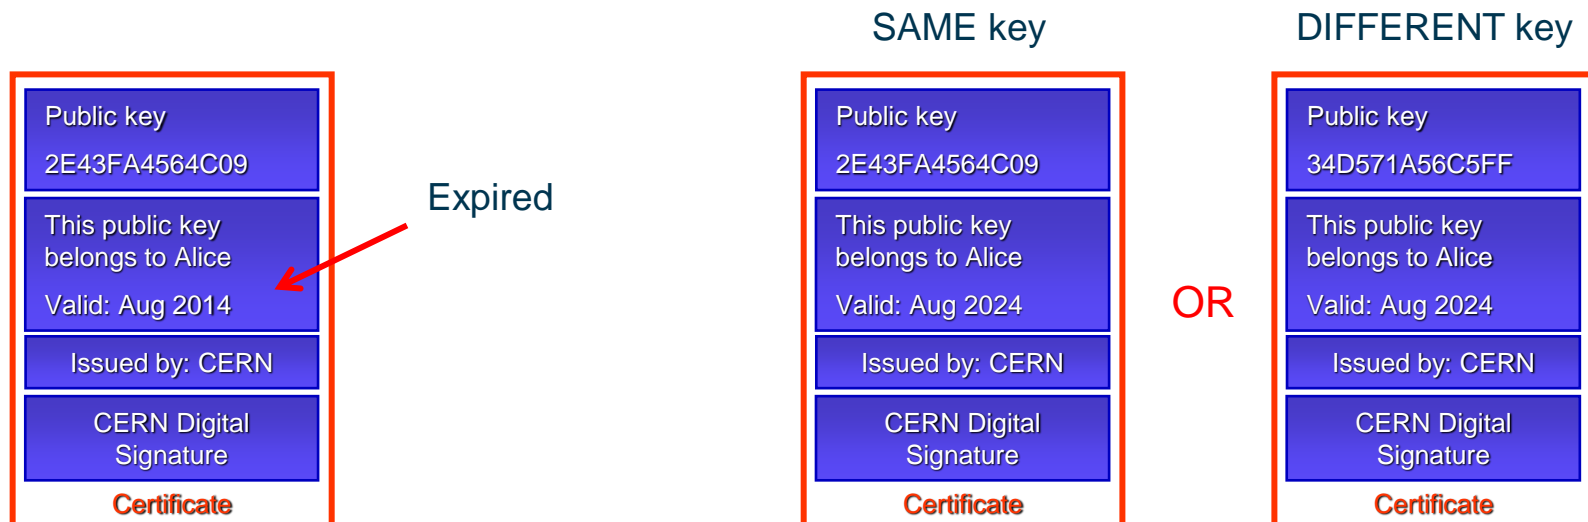 SAME key
DIFFERENT key
Public key
2E43FA4564C09
This public key
belongs to Alice
Valid: Aug 2014
Issued by: CERN
CERN Digital
Signature
Certificate
Expired
Public key
2E43FA4564C09
This public key
belongs to Alice
Valid: Aug 2024
Issued by: CERN
CERN Digital
Signature
Certificate
OR
Public key
34D571A56C5FF
This public key
belongs to Alice
Valid: Aug 2024
Issued by: CERN
CERN Digital
Signature
Certificate